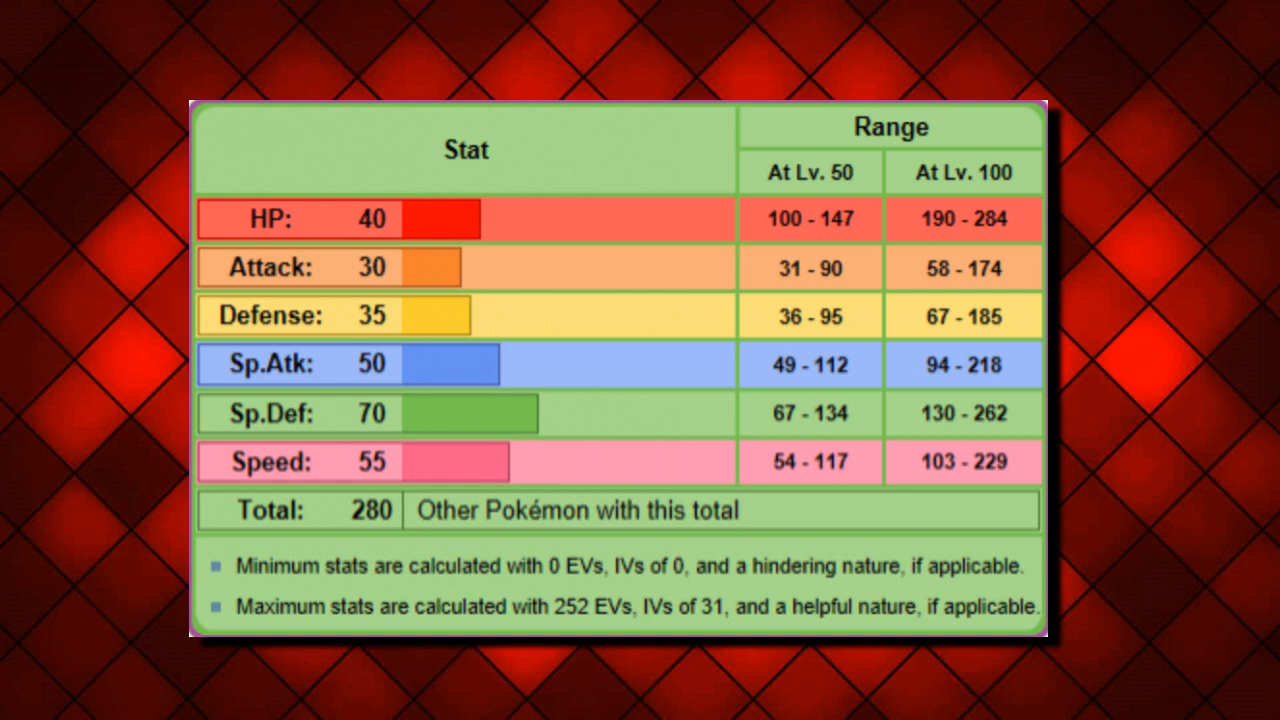 Stat Range
At Lv. 50 At Lv. 100
HP: 40 100 - 147 190 - 284
Attack: 30 31 - 90 58 - 174
Defense: 35 36 - 95 67 - 185
Sp.Atk: 50 49 - 112 94 - 218
Sp.Def: 70 67 - 134 130 - 262
Speed: 55 54 - 117 103 - 229
Total: 280 Other Pokémon with this total
Minimum stats are calculated with 0 EVs, IVs of 0, and a hindering nature, if applicable.
Maximum stats are calculated with 252 EVs, IVs of 31, and a helpful nature, if applicable.